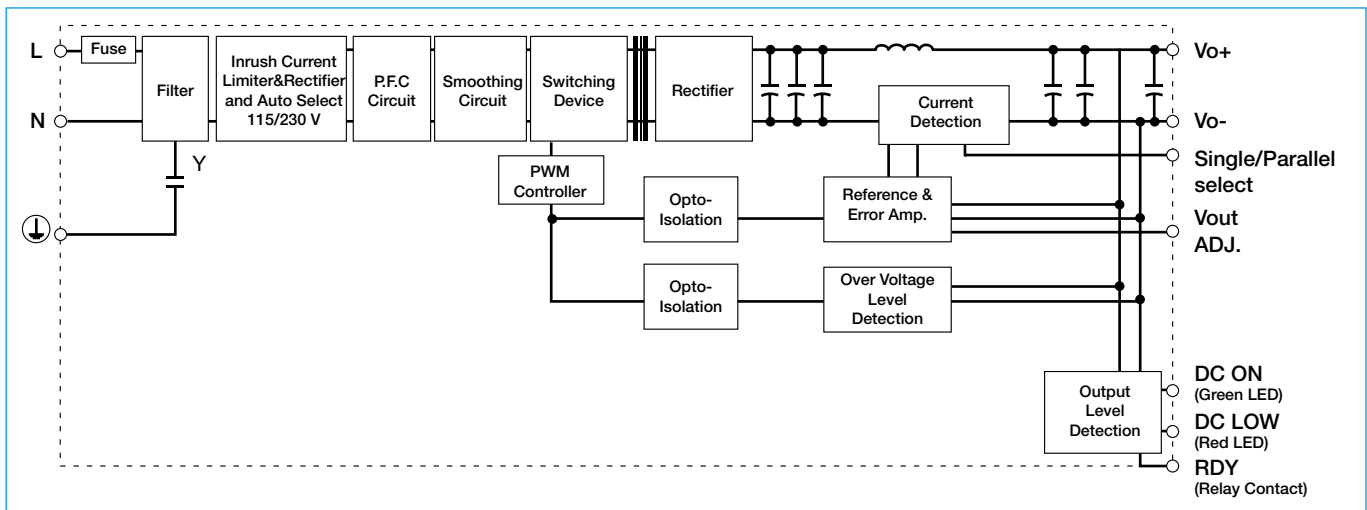 L
Fuse
Filter
Inrush Current
Limiter&Rectifier
and Auto Select
115/230 V
P.F.C
Circuit
Smoothing
Circuit
Switching
Device
Rectifier
Current
Detection
Vo+
N
Vo-
Y
PWM
Controller
Opto-
Isolation
Reference &
Error Amp.
Single/Parallel
select
Vout
ADJ.
Opto-
Isolation
Over Voltage
Level
Detection
Output
Level
Detection
DC ON
(Green LED)
DC LOW
(Red LED)
RDY
(Relay Contact)